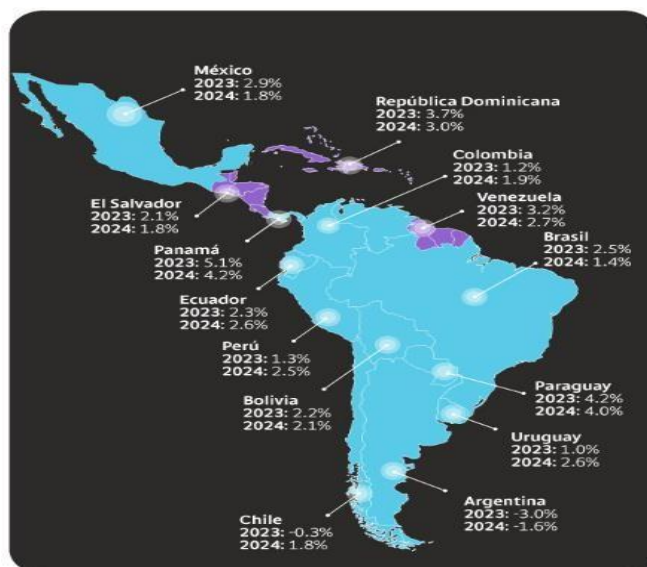 México
2023: 2.9%
2024: 1.8%
República Dominicana
2023: 3.7%
2024: 3.0%
Colombia
2023: 1.2%
2024: 1.9%
El Salvador
2023: 2.1%
2024: 1.8%
Venezuela
2023: 3.2%
2024: 2.7%
Brasil
2023: 2.5%
2024: 1.4%
Panamá
2023: 5.1%
2024: 4.2%
Ecuador
2023: 2.3%
2024: 2.6%
Perú
2023: 1.3%
2024: 2.5%
Bolivia
2023: 2.2%
2024: 2.1%
Paraguay
2023: 4.2%
2024: 4.0%
Uruguay
2023: 1.0%
2024: 2.6%
Argentina
2023: -3.0%
2024: -1.6%
Chile
2023: -0.3%
2024: 1.8%